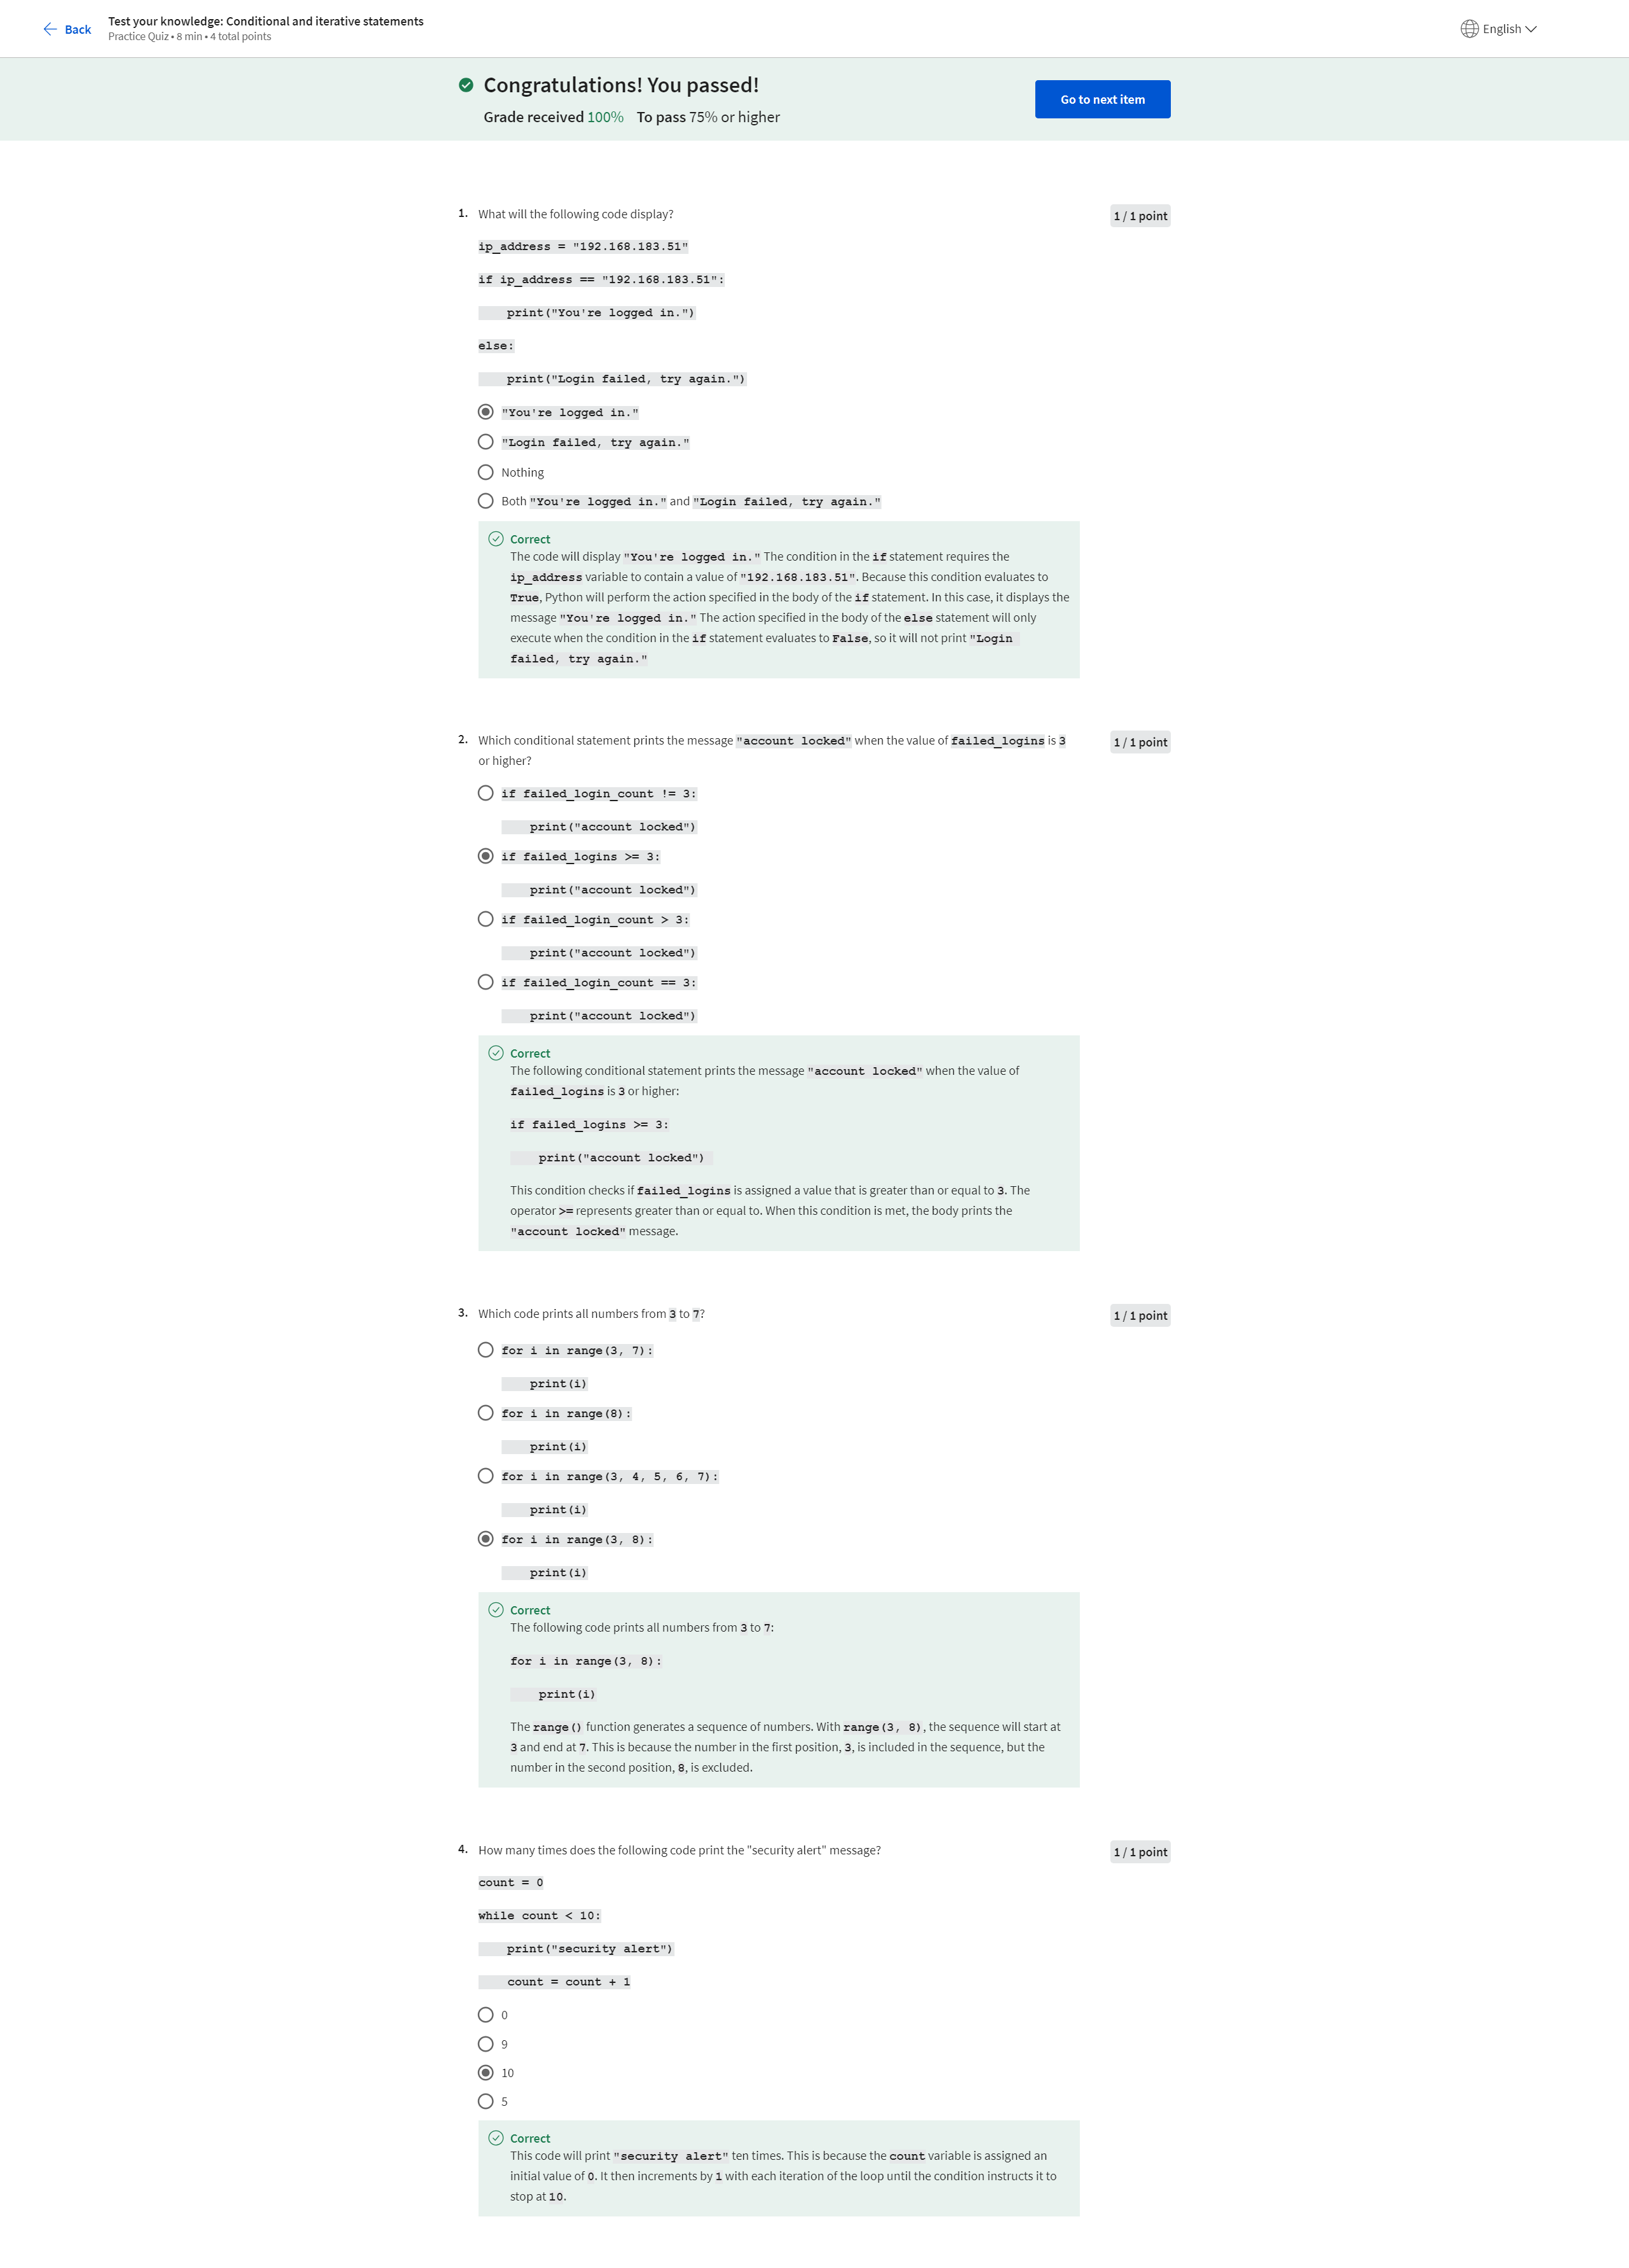 Back
Test your knowledge: Conditional and iterative statements
Practice Quiz • 8 min • 4 total points
English
Congratulations! You passed!
Grade received 100% To pass 75% or higher
Go to next item
1. What will the following code display?
1 / 1 point
ip_address = "192.168.183.51"
if ip_address == "192.168.183.51":
    print("You're logged in.")
else:
    print("Login failed, try again.")
"You're logged in."
"Login failed, try again."
Nothing
Both "You're logged in." and "Login failed, try again."
Correct
The code will display "You're logged in." The condition in the if statement requires the
ip_address variable to contain a value of "192.168.183.51". Because this condition evaluates to
True, Python will perform the action specified in the body of the if statement. In this case, it displays the
message "You're logged in." The action specified in the body of the else statement will only
execute when the condition in the if statement evaluates to False, so it will not print "Login
failed, try again."
2. Which conditional statement prints the message "account locked" when the value of failed_logins is 3
or higher?
1 / 1 point
if failed_login_count != 3:
    print("account locked")
if failed_logins >= 3:
    print("account locked")
if failed_login_count > 3:
    print("account locked")
if failed_login_count == 3:
    print("account locked")
Correct
The following conditional statement prints the message "account locked" when the value of
failed_logins is 3 or higher:
if failed_logins >= 3:
    print("account locked")
This condition checks if failed_logins is assigned a value that is greater than or equal to 3. The
operator >= represents greater than or equal to. When this condition is met, the body prints the
"account locked" message.
3. Which code prints all numbers from 3 to 7?
1 / 1 point
for i in range(3, 7):
    print(i)
for i in range(8):
    print(i)
for i in range(3, 4, 5, 6, 7):
    print(i)
for i in range(3, 8):
    print(i)
Correct
The following code prints all numbers from 3 to 7:
for i in range(3, 8):
    print(i)
The range() function generates a sequence of numbers. With range(3, 8), the sequence will start at
3 and end at 7. This is because the number in the first position, 3, is included in the sequence, but the
number in the second position, 8, is excluded.
4. How many times does the following code print the "security alert" message?
1 / 1 point
count = 0
while count < 10:
    print("security alert")
    count = count + 1
0
9
10
5
Correct
This code will print "security alert" ten times. This is because the count variable is assigned an
initial value of 0. It then increments by 1 with each iteration of the loop until the condition instructs it to
stop at 10.